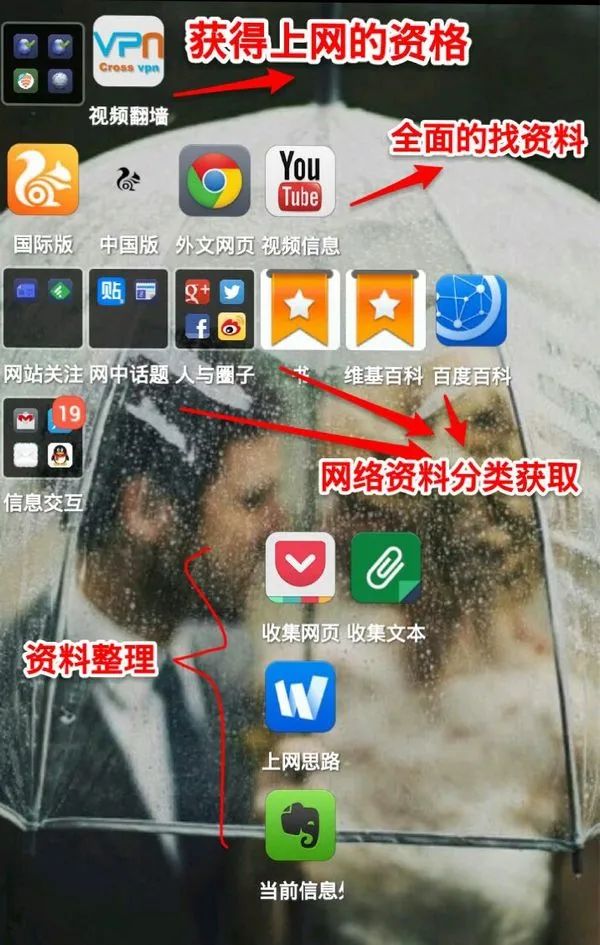 VPN
Cross vpn
获得上网的资格
视频翻墙
全面的找资料
You
Tube
国际版
中国版
外文网页
视频信息
贴
g+
f
网站关注
网中话题
人与圈子
书
维基百科
百度百科
19
信息交互
网络资料分类获取
收集网页
收集文本
资料整理
W
上网思路
当前信息